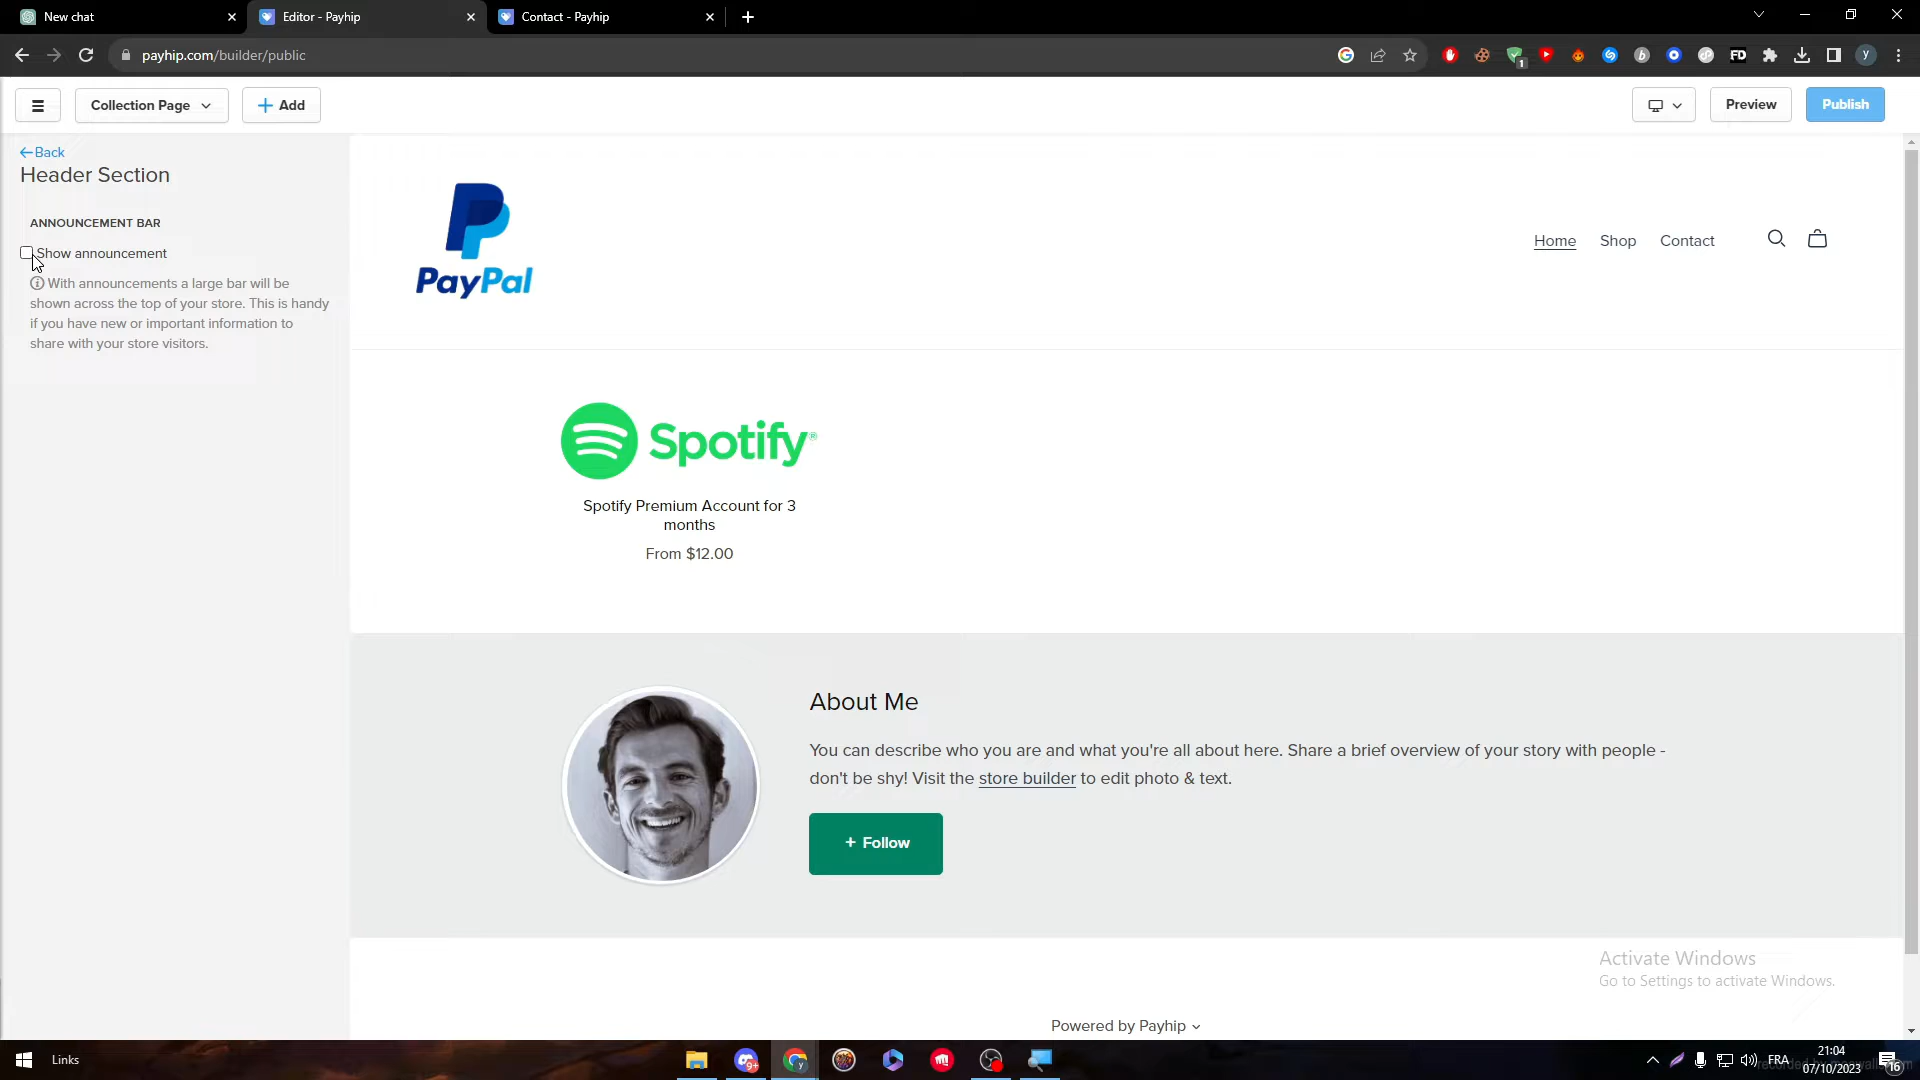 New chat
Editor - Payhip
Contact - Payhip
payhip.com/builder/public
Collection Page
Add
Preview
Publish
Back
Header Section
ANNOUNCEMENT BAR
Show announcement
With announcements a large bar will be
shown across the top of your store. This is handy
if you have new or important information to
share with your store visitors.
PayPal
Home
Shop
Contact
Spotify®
Spotify Premium Account for 3
months
From $12.00
About Me
You can describe who you are and what you're all about here. Share a brief overview of your story with people -
don't be shy! Visit the store builder to edit photo & text.
+ Follow
Activate Windows
Go to Settings to activate Windows.
Powered by Payhip
Links
FRA
21:04
07/10/2023
16